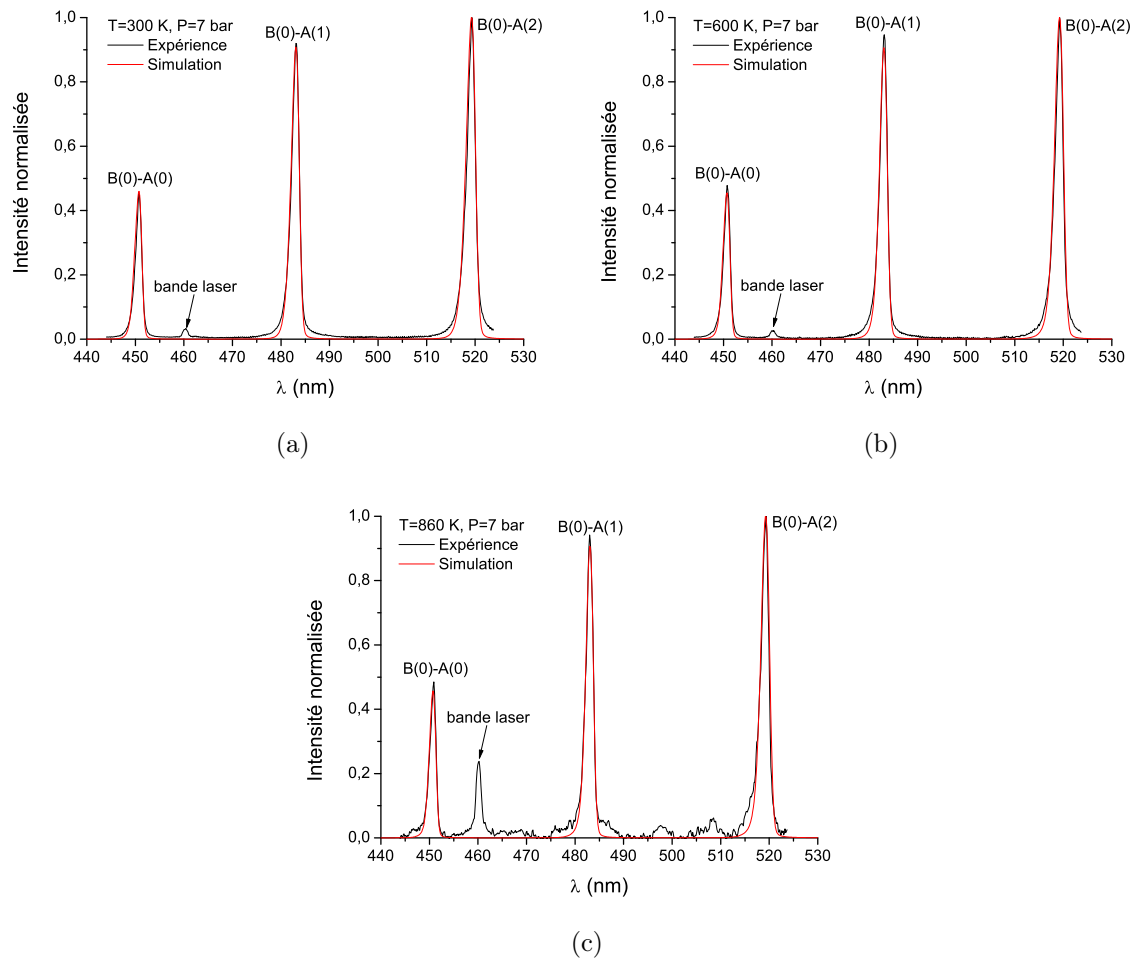 T=300 K, P=7 bar
Expérience
Simulation
B(0)-A(0)
B(0)-A(1)
B(0)-A(2)
bande laser
Intensité normalisée
1,0
0,8
0,6
0,4
0,2
0,0
440 450 460 470 480 490 500 510 520 530
λ (nm)
(a)
T=600 K, P=7 bar
Expérience
Simulation
B(0)-A(0)
B(0)-A(1)
B(0)-A(2)
bande laser
Intensité normalisée
1,0
0,8
0,6
0,4
0,2
0,0
440 450 460 470 480 490 500 510 520 530
λ (nm)
(b)
T=860 K, P=7 bar
Expérience
Simulation
B(0)-A(0)
B(0)-A(1)
B(0)-A(2)
bande laser
Intensité normalisée
1,0
0,8
0,6
0,4
0,2
0,0
440 450 460 470 480 490 500 510 520 530
λ (nm)
(c)